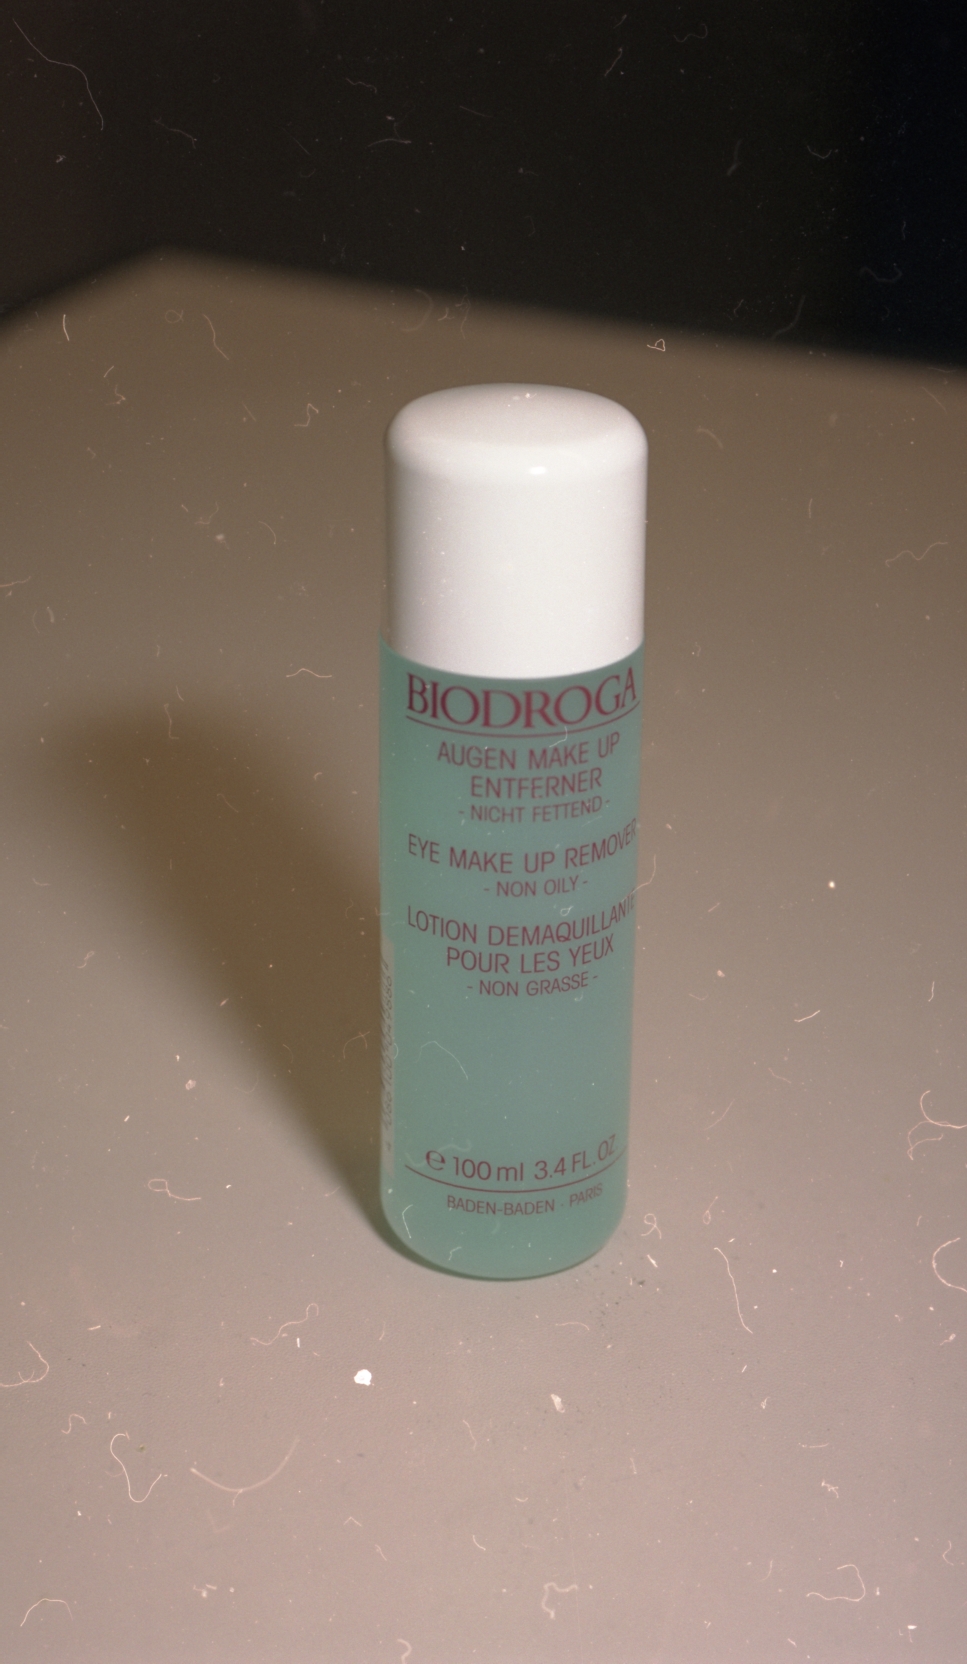 BIODROGA
AUGEN MAKE UP
ENTFERNER
- NICHT FETTEND -
EYE MAKE UP REMOVER
- NON OILY -
LOTION DEMAQUILLANTE
POUR LES YEUX
- NON GRASSE -
℮ 100 ml 3.4 FL. OZ.
BADEN-BADEN · PARIS